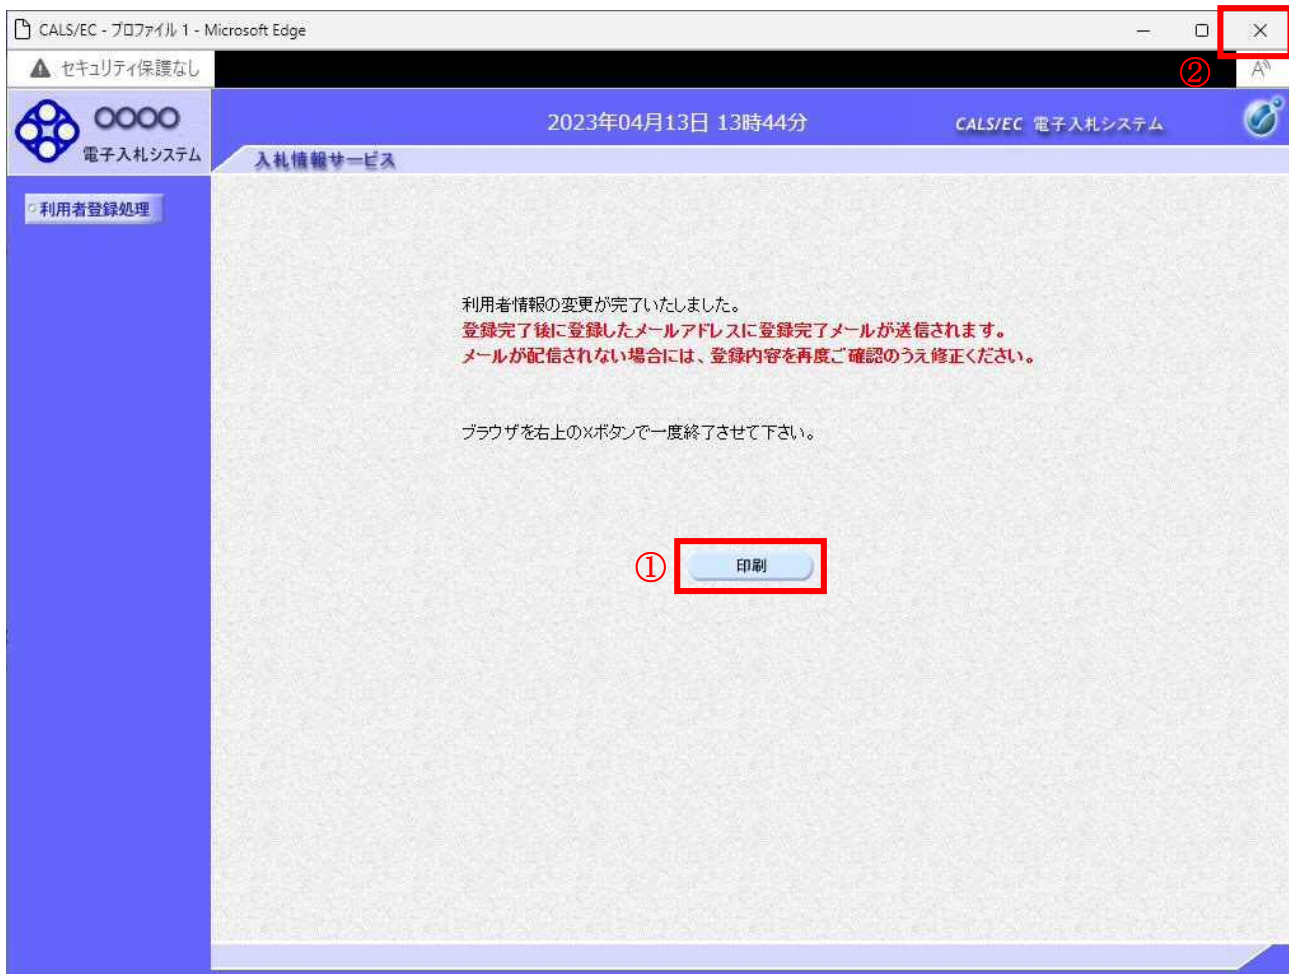 CALS/EC - プロファイル 1 - Microsoft Edge
セキュリティ保護なし
②
A
〇〇〇〇
電子入札システム
2023年04月13日 13時44分
CALS/EC 電子入札システム
入札情報サービス
利用者登録処理
利用者情報の変更が完了いたしました。
登録完了後に登録したメールアドレスに登録完了メールが送信されます。
メールが配信されない場合には、登録内容を再度ご確認のうえ修正ください。
ブラウザを右上の×ボタンで一度終了させて下さい。
①
印刷